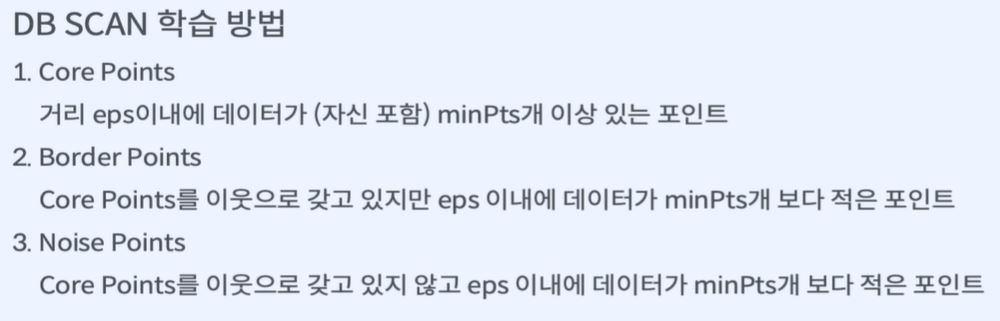 DB SCAN 학습 방법
1. Core Points
거리 eps이내에 데이터가 (자신 포함) minPts개 이상 있는 포인트
2. Border Points
Core Points를 이웃으로 갖고 있지만 eps 이내에 데이터가 minPts개 보다 적은 포인트
3. Noise Points
Core Points를 이웃으로 갖고 있지 않고 eps 이내에 데이터가 minPts개 보다 적은 포인트